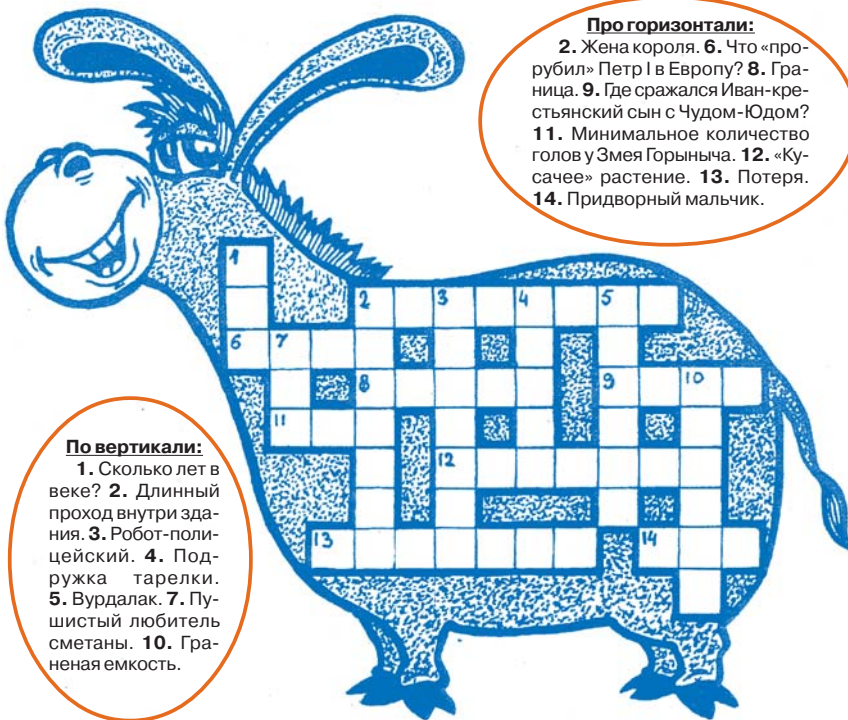 Про горизонтали:
2. Жена короля. 6. Что «про-
рубил» Петр I в Европу? 8. Гра-
ница. 9. Где сражался Иван-кре-
стьянский сын с Чудом-Юдом?
11. Минимальное количество
голов у Змея Горыныча. 12. «Ку-
сачее» растение. 13. Потеря.
14. Придворный мальчик.
1
2 3 4 5
6 7
8 9 10
11
12
13 14
По вертикали:
1. Сколько лет в
веке? 2. Длинный
проход внутри зда-
ния. 3. Робот-поли-
цейский. 4. Под-
ружка тарелки.
5. Вурдалак. 7. Пу-
шистый любитель
сметаны. 10. Гра-
неная емкость.